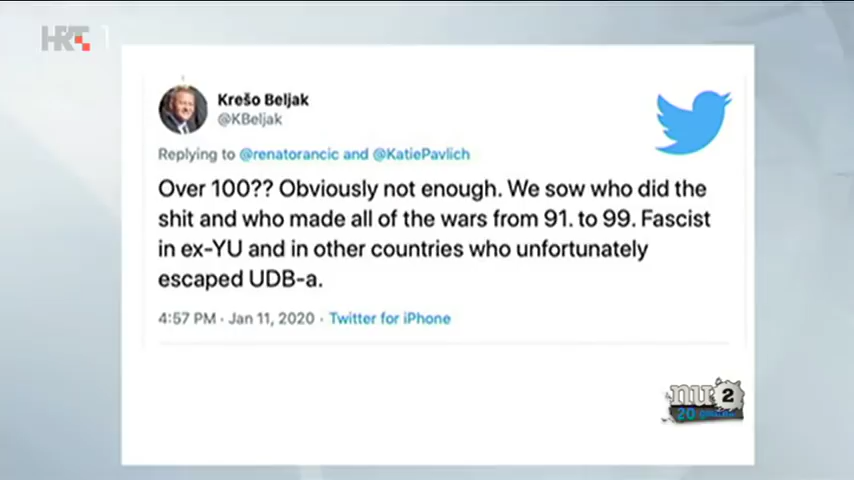 HRT 1
Krešo Beljak
@KBeljak
Replying to @renatorancic and @KatiePavlich
Over 100?? Obviously not enough. We sow who did the
shit and who made all of the wars from 91. to 99. Fascist
in ex-YU and in other countries who unfortunately
escaped UDB-a.
4:57 PM · Jan 11, 2020 · Twitter for iPhone
nu2
20 godina